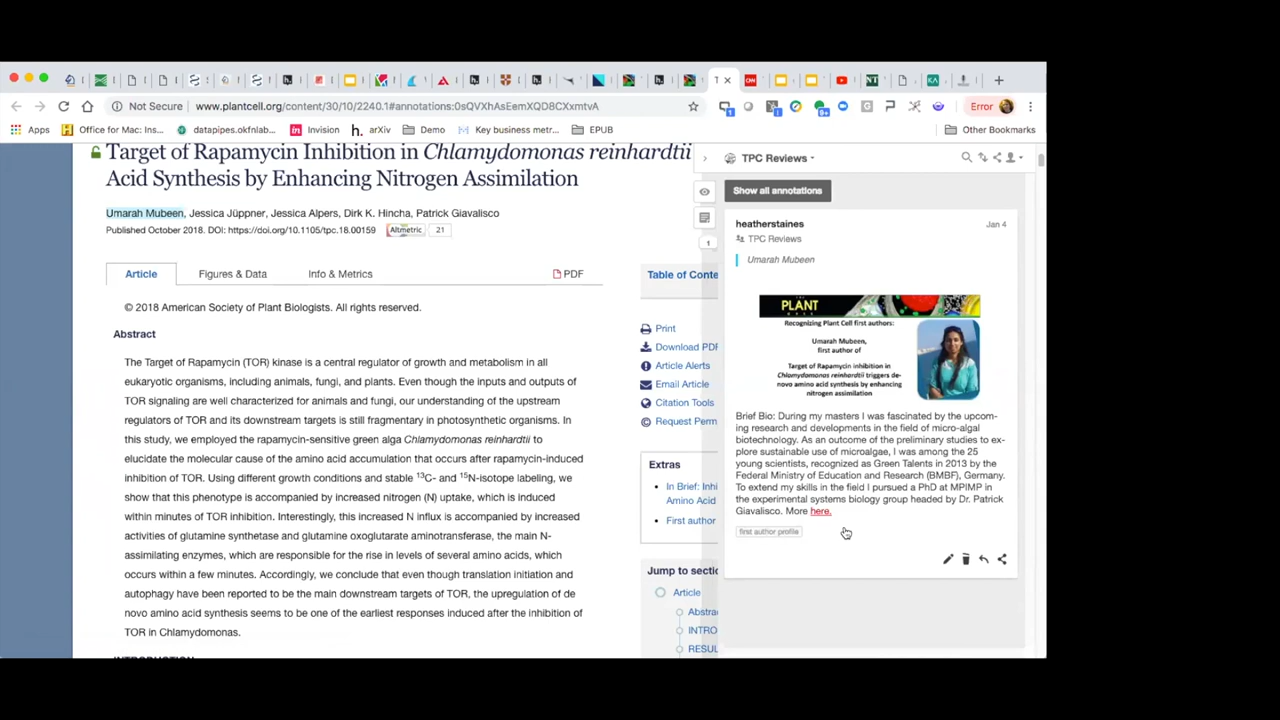 Not Secure
www.plantcell.org/content/30/10/2240.1#annotations:0sQVXhAsEemXQD8CXxmtvA
Error
Apps
Office for Mac: Ins...
datapipes.okfnlab...
Invision
arXiv
Demo
Key business metr...
EPUB
Other Bookmarks
Target of Rapamycin Inhibition in Chlamydomonas reinhardtii
Acid Synthesis by Enhancing Nitrogen Assimilation
Umarah Mubeen, Jessica Jüppner, Jessica Alpers, Dirk K. Hincha, Patrick Giavalisco
Published October 2018. DOI: https://doi.org/10.1105/tpc.18.00159
Altmetric
21
Article
Figures & Data
Info & Metrics
PDF
© 2018 American Society of Plant Biologists. All rights reserved.
Abstract
The Target of Rapamycin (TOR) kinase is a central regulator of growth and metabolism in all
eukaryotic organisms, including animals, fungi, and plants. Even though the inputs and outputs of
TOR signaling are well characterized for animals and fungi, our understanding of the upstream
regulators of TOR and its downstream targets is still fragmentary in photosynthetic organisms. In
this study, we employed the rapamycin-sensitive green alga Chlamydomonas reinhardtii to
elucidate the molecular cause of the amino acid accumulation that occurs after rapamycin-induced
inhibition of TOR. Using different growth conditions and stable ¹³C- and ¹⁵N-isotope labeling, we
show that this phenotype is accompanied by increased nitrogen (N) uptake, which is induced
within minutes of TOR inhibition. Interestingly, this increased N influx is accompanied by increased
activities of glutamine synthetase and glutamine oxoglutarate aminotransferase, the main N-
assimilating enzymes, which are responsible for the rise in levels of several amino acids, which
occurs within a few minutes. Accordingly, we conclude that even though translation initiation and
autophagy have been reported to be the main downstream targets of TOR, the upregulation of de
novo amino acid synthesis seems to be one of the earliest responses induced after the inhibition of
TOR in Chlamydomonas.
INTRODUCTION
Table of Conte
Print
Download PDF
Article Alerts
Email Article
Citation Tools
Request Perm
Extras
In Brief: Inhi
Amino Acid
First author
Jump to sectio
Article
Abstra
INTRO
RESUL
TPC Reviews
Show all annotations
1
heatherstaines
Jan 4
TPC Reviews
Umarah Mubeen
THE
PLANT
CELL
Recognizing Plant Cell first authors:
Umarah Mubeen,
first author of
Target of Rapamycin inhibition in
Chlamydomonas reinhardtii triggers de-
novo amino acid synthesis by enhancing
nitrogen assimilation
Brief Bio: During my masters I was fascinated by the upcom-
ing research and developments in the field of micro-algal
biotechnology. As an outcome of the preliminary studies to ex-
plore sustainable use of microalgae, I was among the 25
young scientists, recognized as Green Talents in 2013 by the
Federal Ministry of Education and Research (BMBF), Germany.
To extend my skills in the field I pursued a PhD at MPIMP in
the experimental systems biology group headed by Dr. Patrick
Giavalisco. More here.
first author profile